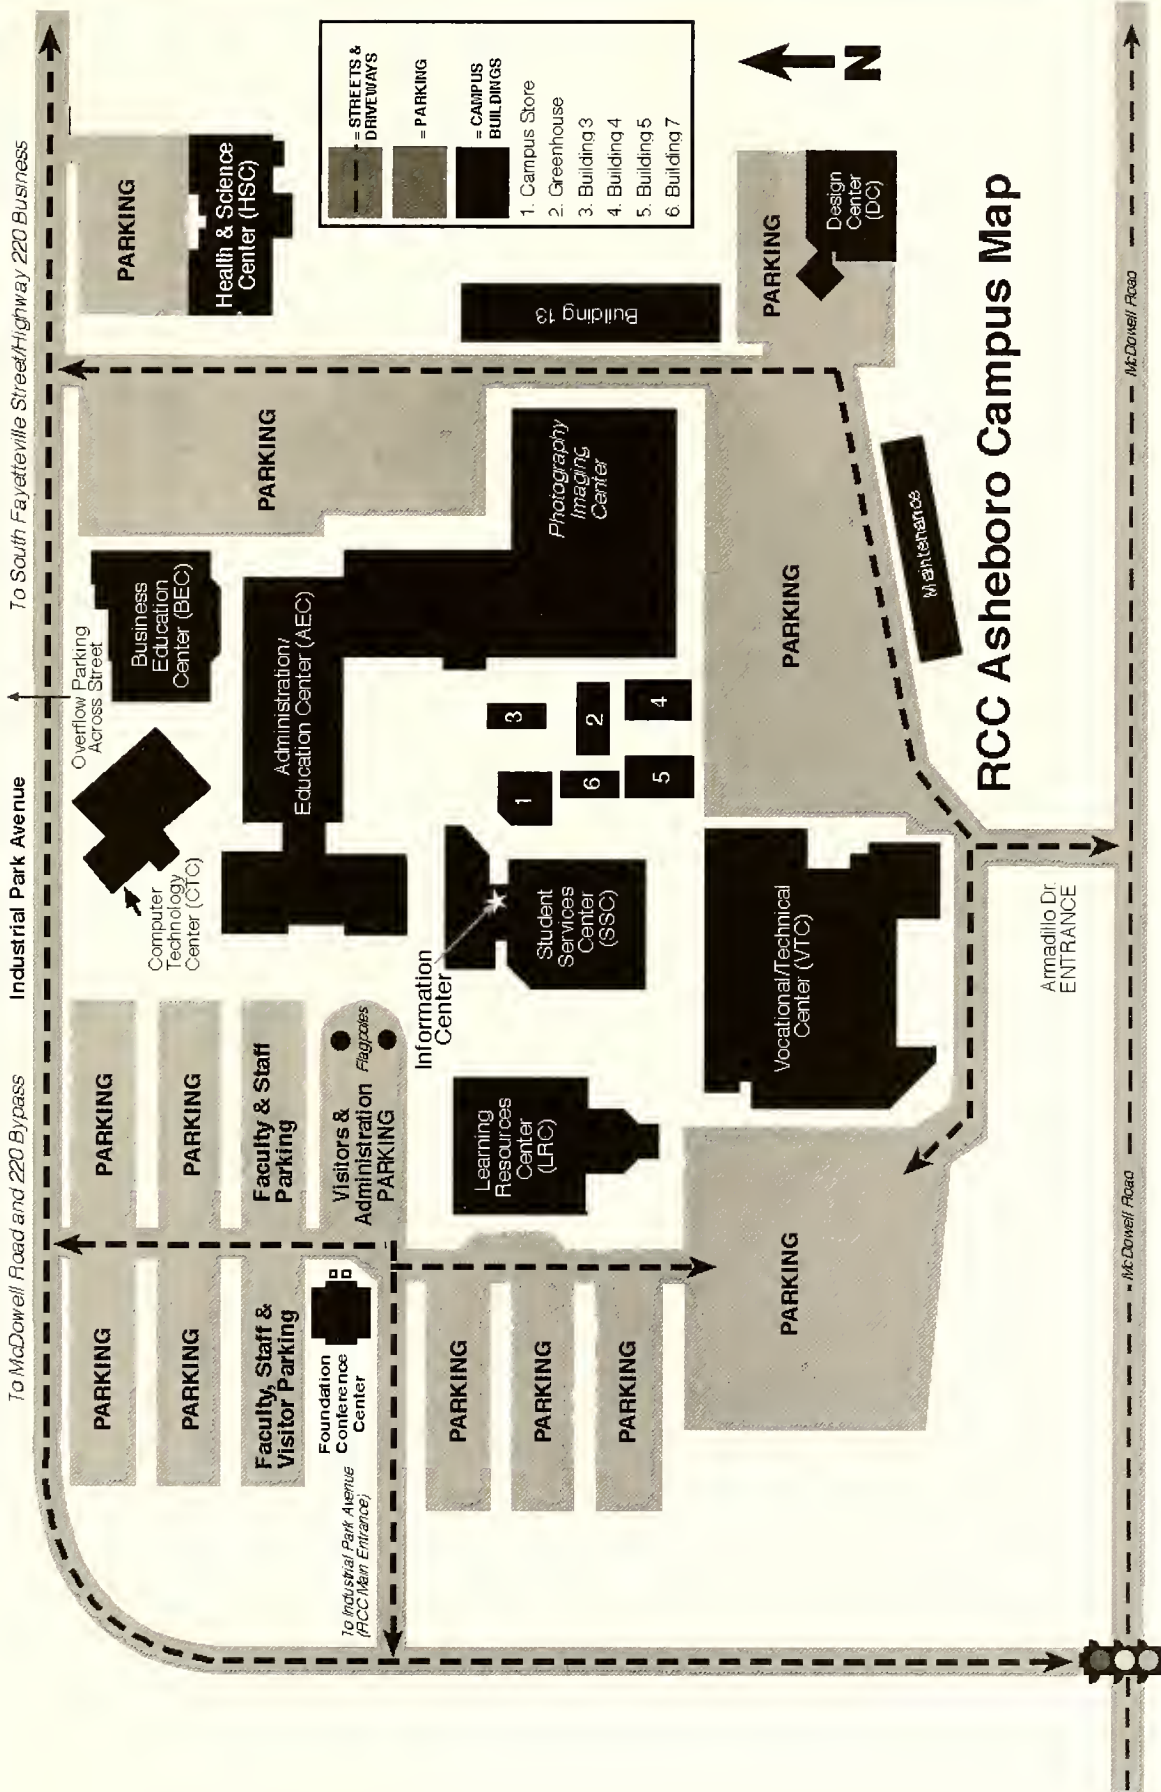 To McDowell Road and 220 Bypass
Industrial Park Avenue
To South Fayetteville Street/Highway 220 Business
Overflow Parking
Across Street
PARKING
PARKING
PARKING
PARKING
Faculty, Staff &
Visitor Parking
Faculty & Staff
Parking
Visitors &
Administration
PARKING
Flagpoles
Foundation
Conference
Center
To Industrial Park Avenue
(RCC Main Entrance)
Computer
Technology
Center (CTC)
Business
Education
Center (BEC)
Administration/
Education Center (AEC)
PARKING
PARKING
Health & Science
Center (HSC)
= STREETS &
DRIVEWAYS
= PARKING
= CAMPUS
BUILDINGS
1. Campus Store
2. Greenhouse
3. Building 3
4. Building 4
5. Building 5
6. Building 7
N
Information
Center
Student
Services
Center
(SSC)
Learning
Resources
Center
(LRC)
PARKING
PARKING
PARKING
PARKING
1
3
6
2
5
4
Photography
Imaging
Center
Building 13
PARKING
Design
Center
(DC)
Vocational/Technical
Center (VTC)
PARKING
Maintenance
RCC Asheboro Campus Map
Armadillo Dr.
ENTRANCE
McDowell Road
McDowell Road